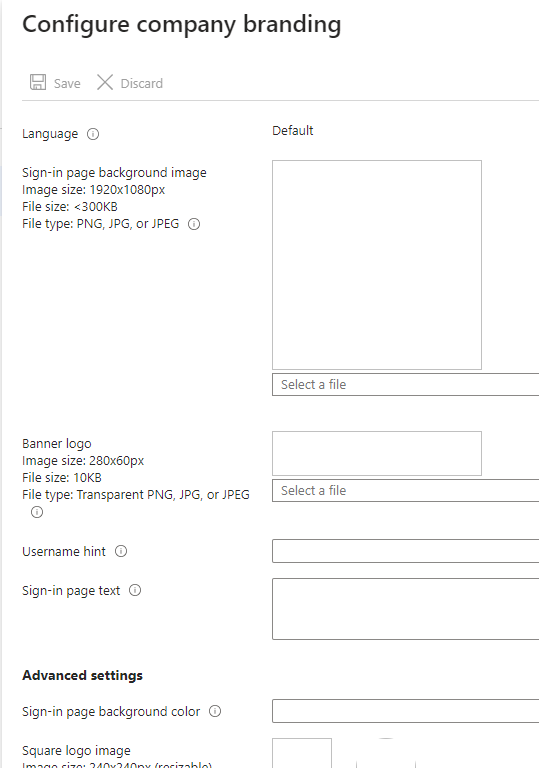 Configure company branding
Save Discard
Language
Default
Sign-in page background image
Image size: 1920x1080px
File size: <300KB
File type: PNG, JPG, or JPEG
Select a file
Banner logo
Image size: 280x60px
File size: 10KB
File type: Transparent PNG, JPG, or JPEG
Select a file
Username hint
Sign-in page text
Advanced settings
Sign-in page background color
Square logo image
Image size: 240x240px (resizable)